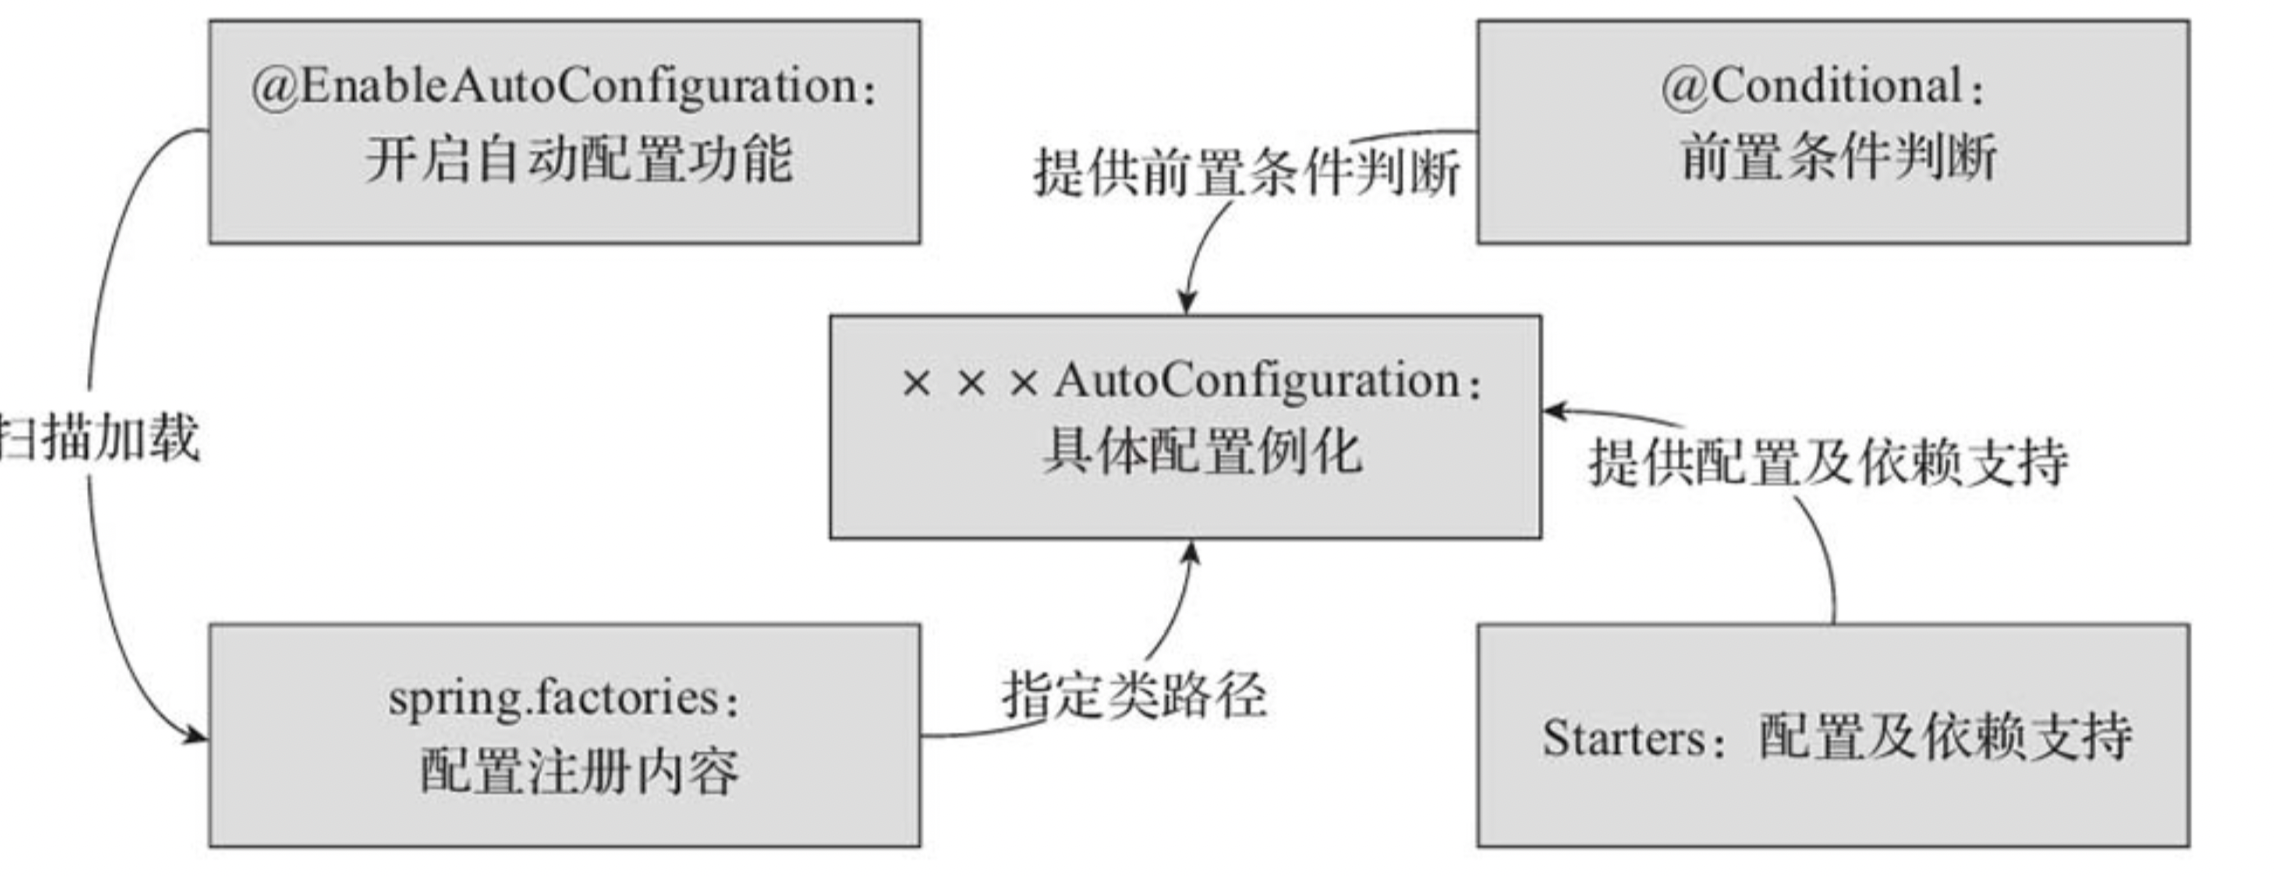 @EnableAutoConfiguration：
开启自动配置功能
@Conditional：
前置条件判断
提供前置条件判断
×××AutoConfiguration：
具体配置例化
扫描加载
提供配置及依赖支持
spring.factories：
配置注册内容
指定类路径
Starters：配置及依赖支持